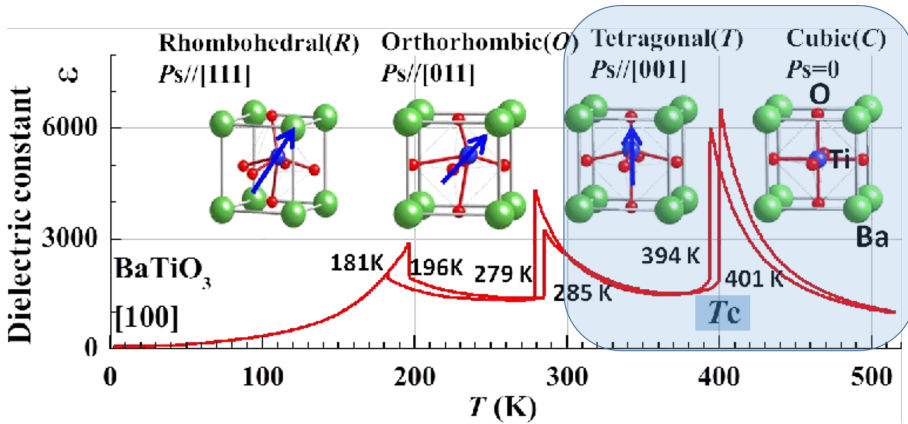 Rhombohedral(R)
Ps//[111]
Orthorhombic(O)
Ps//[011]
Tetragonal(T)
Ps//[001]
Cubic(C)
Ps=0
O
Ti
Ba
Dielectric constant ε
6000
3000
0
181K
196K
279 K
285 K
394 K
401 K
Tc
BaTiO₃
[100]
0
100
200
300
400
500
T (K)